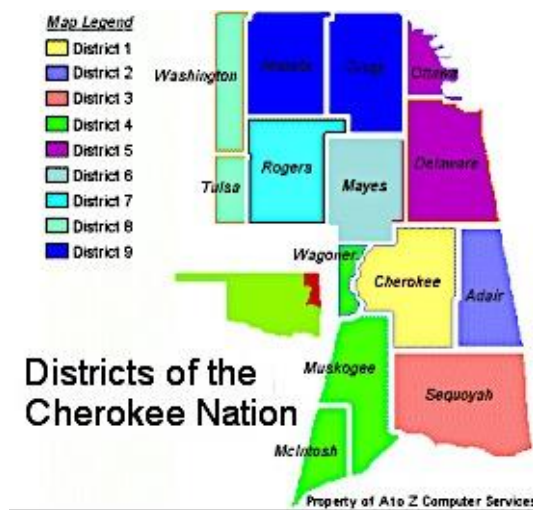 Map Legend
District 1
District 2
District 3
District 4
District 5
District 6
District 7
District 8
District 9
Washington
Nowata
Craig
Ottawa
Tulsa
Rogers
Mayes
Delaware
Wagoner
Cherokee
Adair
Muskogee
Sequoyah
McIntosh
Districts of the
Cherokee Nation
Property of A to Z Computer Services